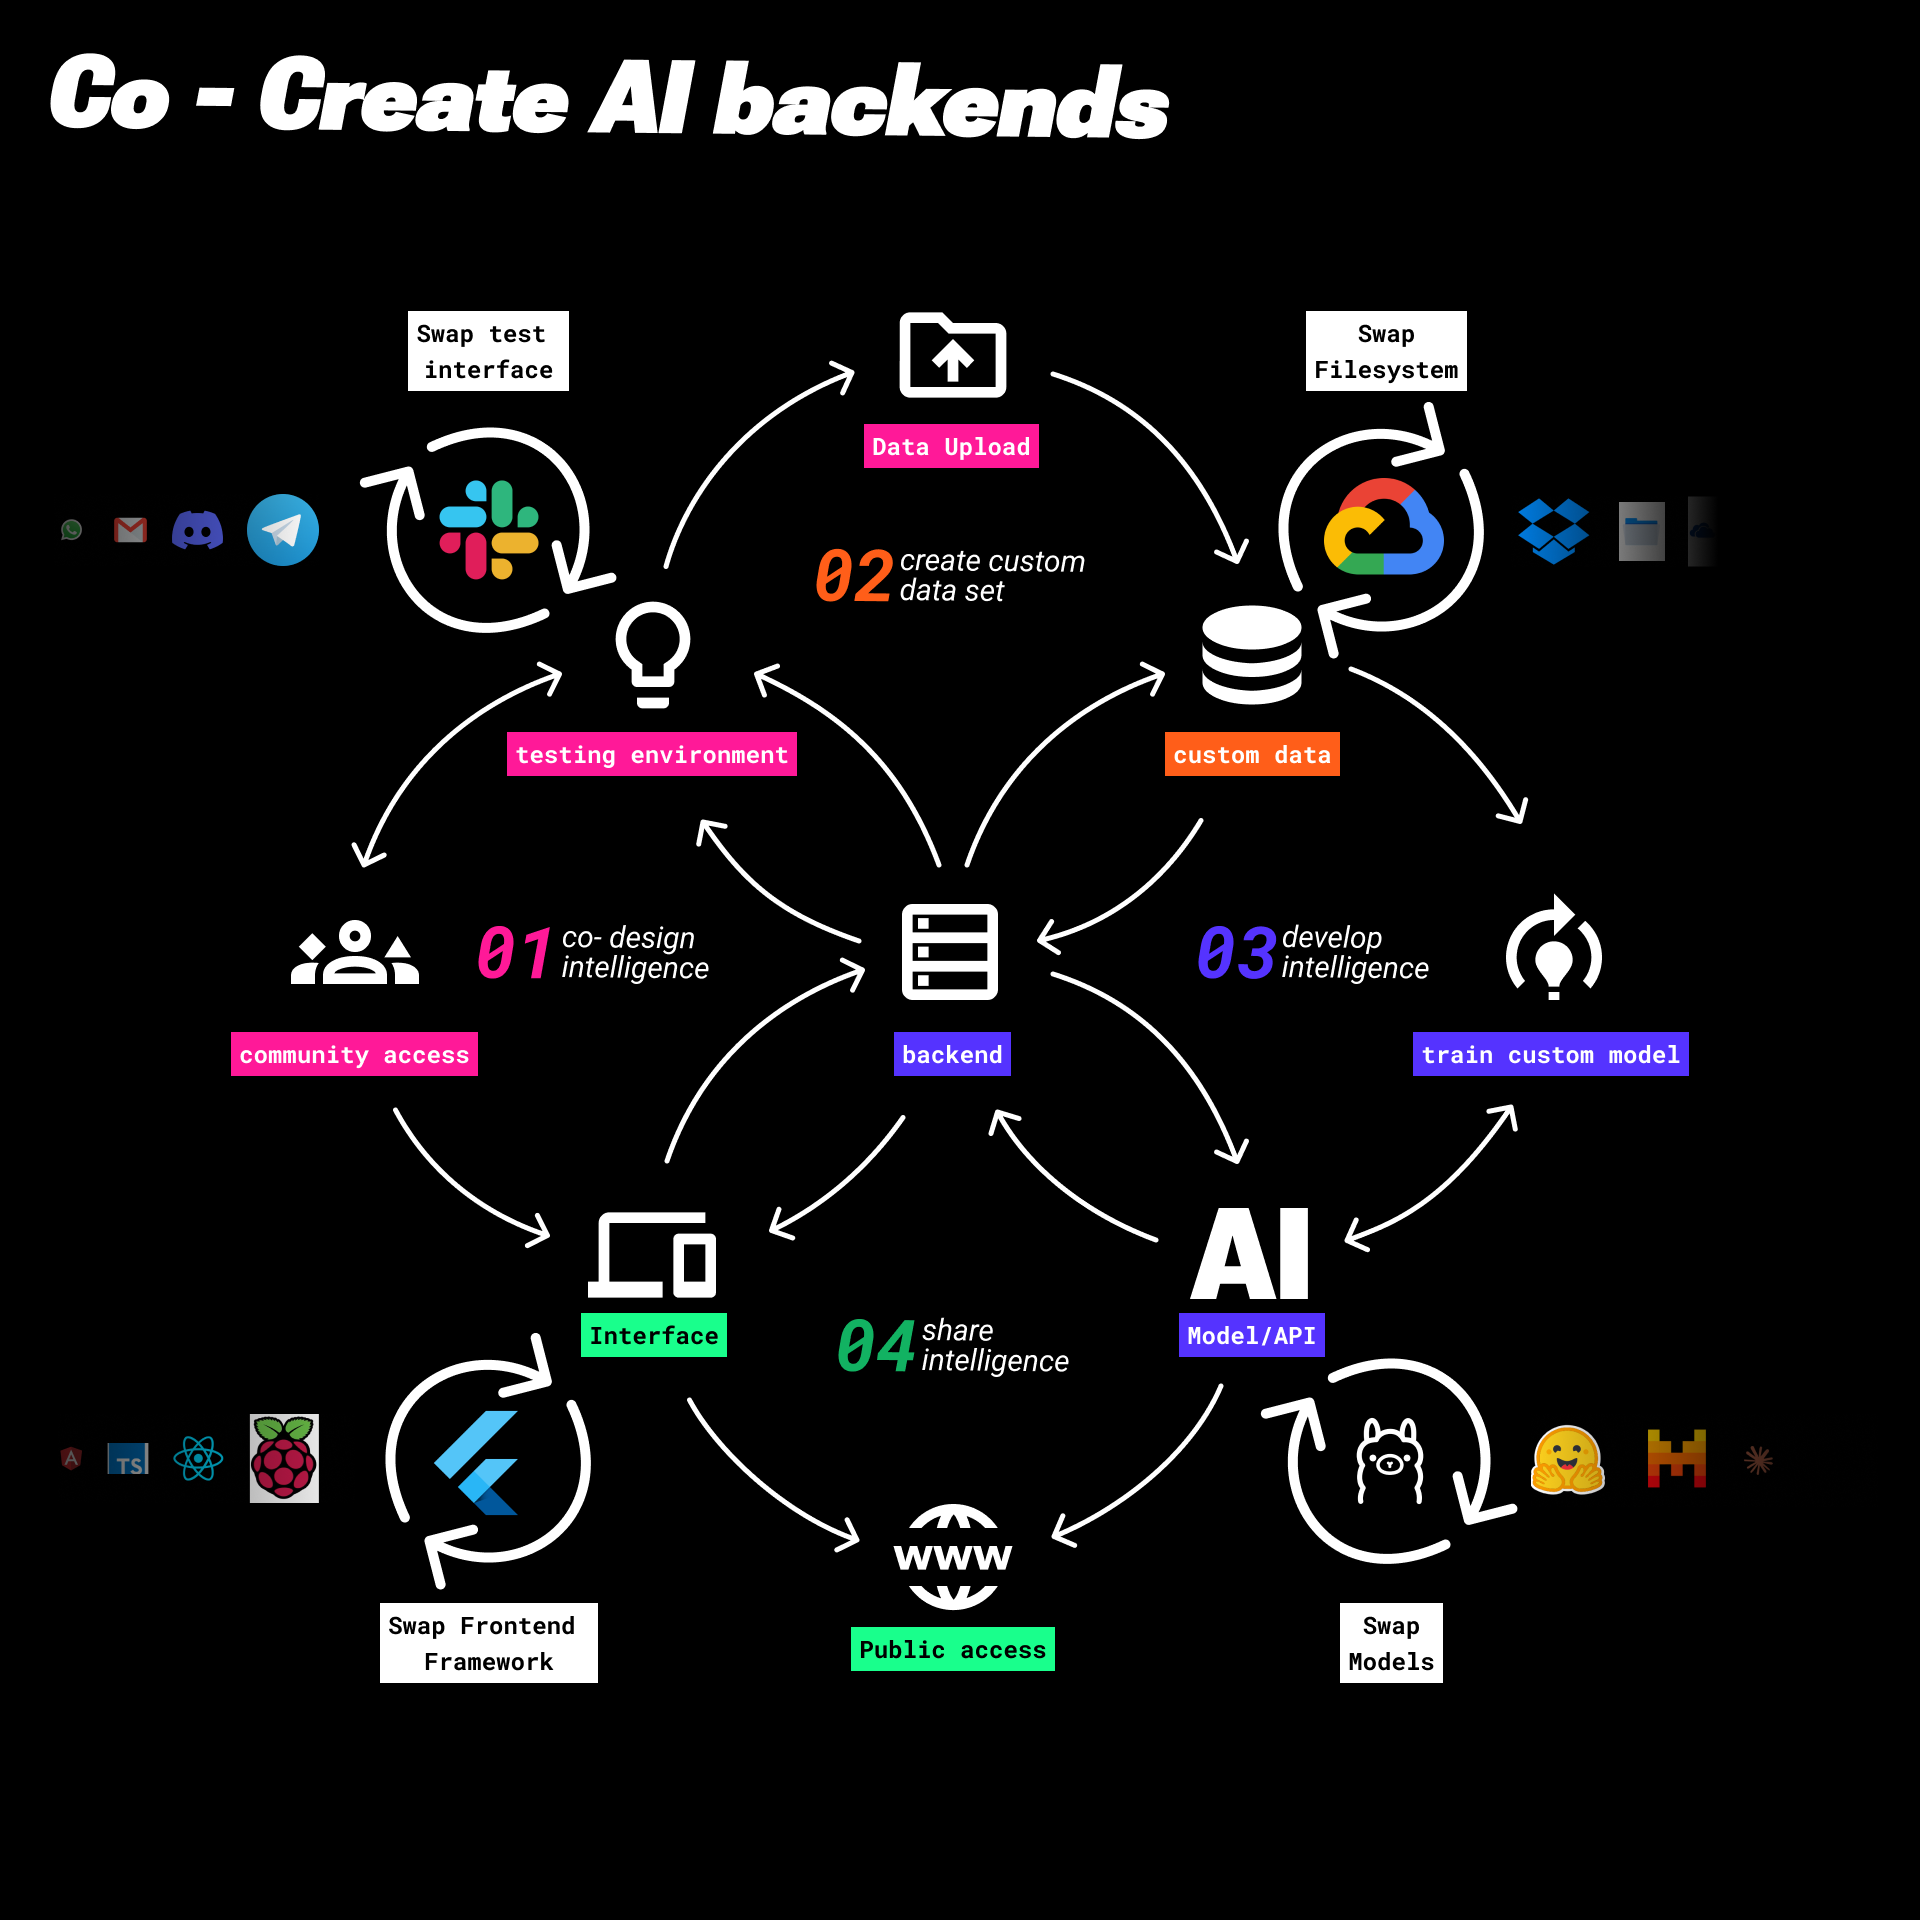 Co - Create AI backends
Swap test
interface
Swap
Filesystem
Data Upload
02 create custom
data set
testing environment
custom data
01 co- design
intelligence
03 develop
intelligence
community access
backend
train custom model
AI
Interface
04 share
intelligence
Model/API
A
TS
www
Swap Frontend
Framework
Public access
Swap
Models